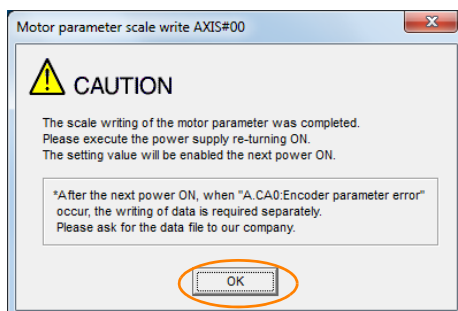 Motor parameter scale write AXIS#00
CAUTION
The scale writing of the motor parameter was completed.
Please execute the power supply re-turning ON.
The setting value will be enabled the next power ON.
*After the next power ON, when "A.CA0:Encoder parameter error"
occur, the writing of data is required separately.
Please ask for the data file to our company.
OK